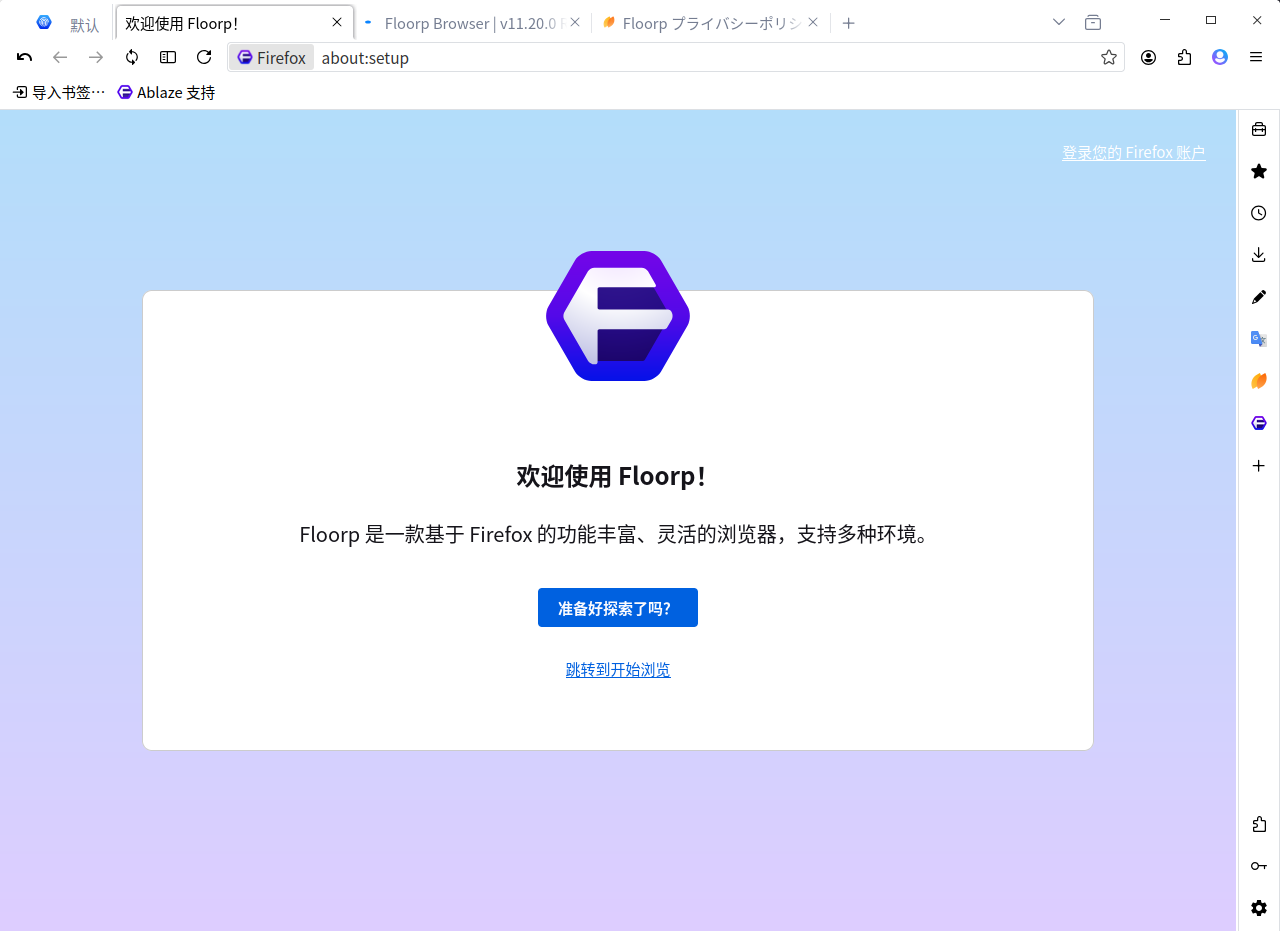 默认
欢迎使用 Floorp！
Floorp Browser | v11.20.0
Floorp プライバシーポリシ
Firefox
about:setup
导入书签…
Ablaze 支持
登录您的 Firefox 账户
欢迎使用 Floorp！
Floorp 是一款基于 Firefox 的功能丰富、灵活的浏览器，支持多种环境。
准备好探索了吗？
跳转到开始浏览